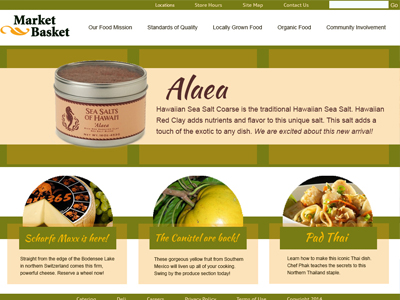 Locations Store Hours Site Map Contact Us Go
Market
Basket
Our Food Mission Standards of Quality Locally Grown Food Organic Food Community Involvement
Alaea
Hawaiian Sea Salt Coarse is the traditional Hawaiian Sea Salt. Hawaiian
Red Clay adds nutrients and flavor to this unique salt. This salt adds a
touch of the exotic to any dish. We are excited about this new arrival!
SEA SALTS
OF HAWAI'I
Alaea
365
Scharfe Maxx is here!
The Canistel are back!
Pad Thai
Straight from the edge of the Bodensee Lake
in northern Switzerland comes this firm,
powerful cheese. Reserve a wheel now!
These gorgeous yellow fruit from Southern
Mexico will liven up all of your cooking.
Swing by the produce section today!
Learn how to make this iconic Thai dish.
Chef Phak teaches the secrets to this
Northern Thailand staple.
Catering Deli Careers Privacy Policy Terms of Use Copyright 2014